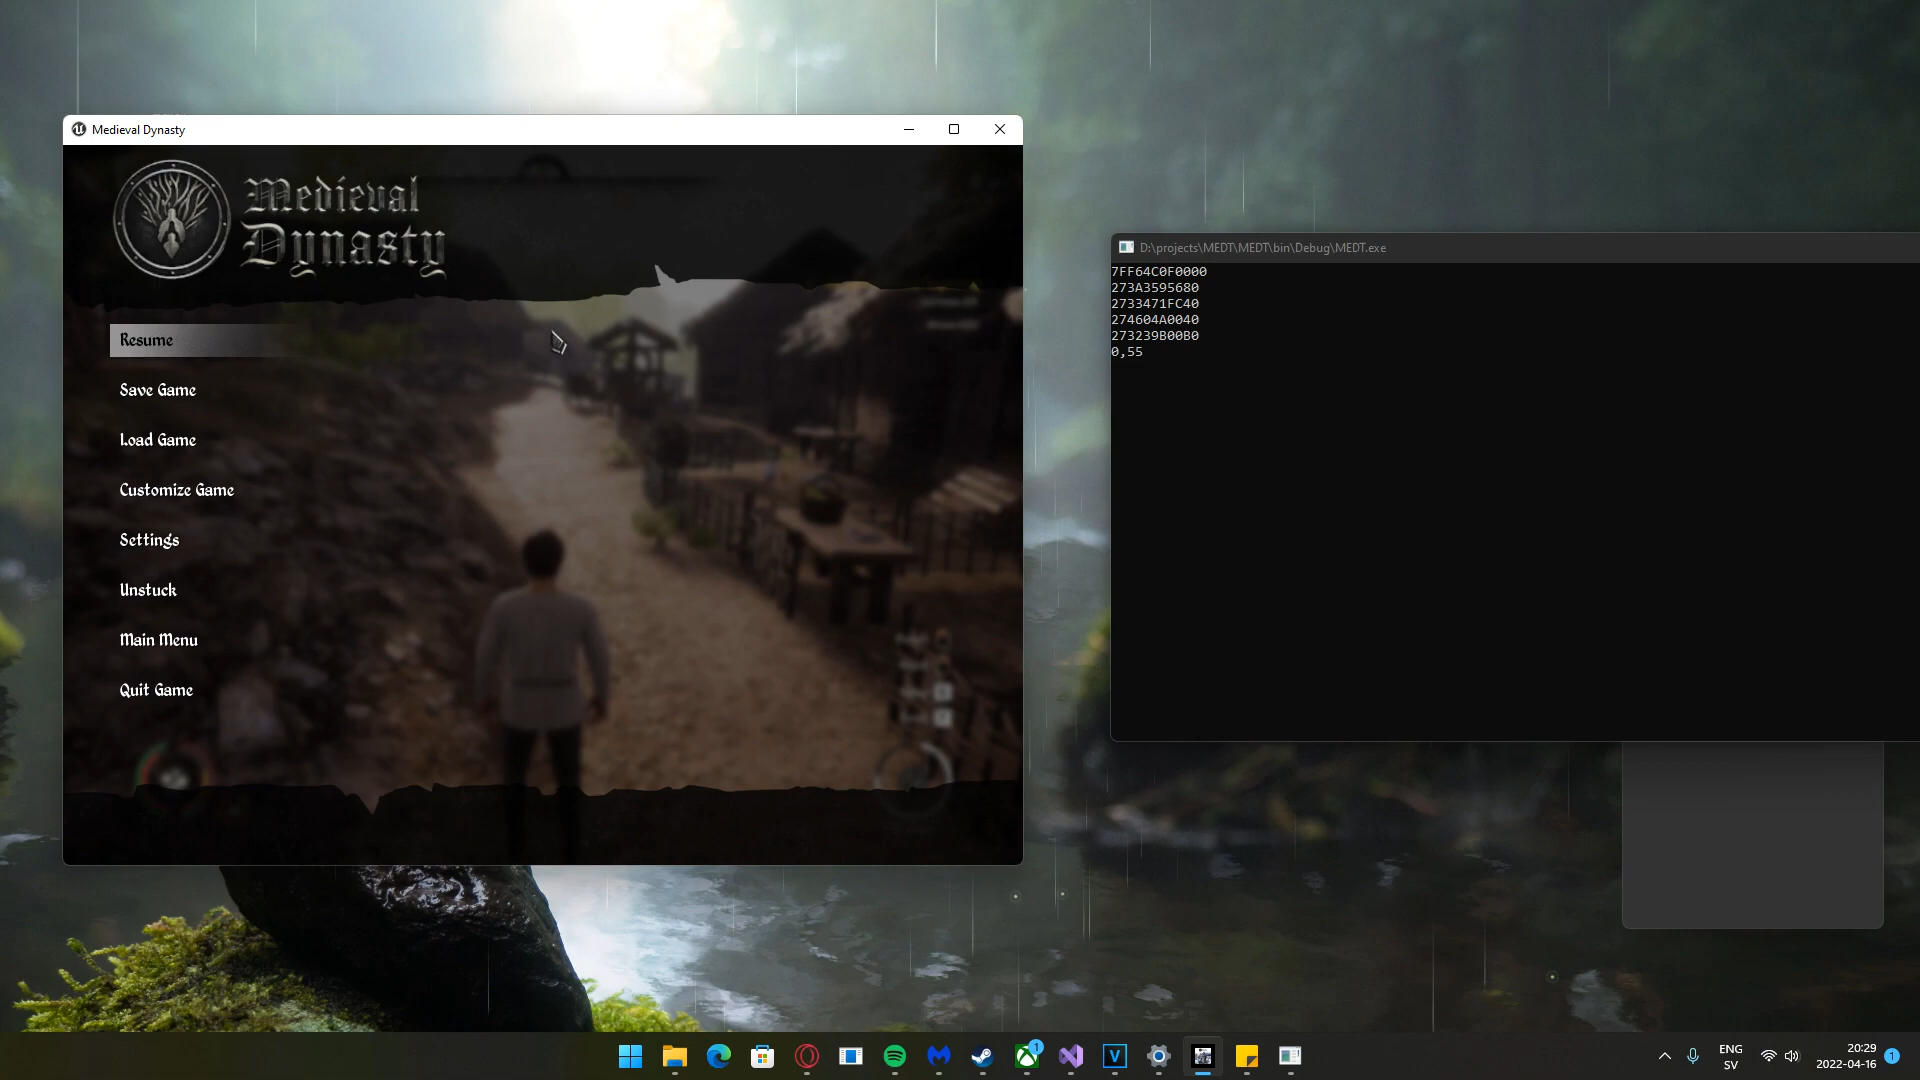 Medieval Dynasty
Medieval
Dynasty
Resume
Save Game
Load Game
Customize Game
Settings
Unstuck
Main Menu
Quit Game
D:\projects\MEDT\MEDT\bin\Debug\MEDT.exe
7FF64C0F0000
273A3595680
2733471FC40
274604A0040
273239B00B0
0,55
1
V
ENG
SV
20:29
2022-04-16
1